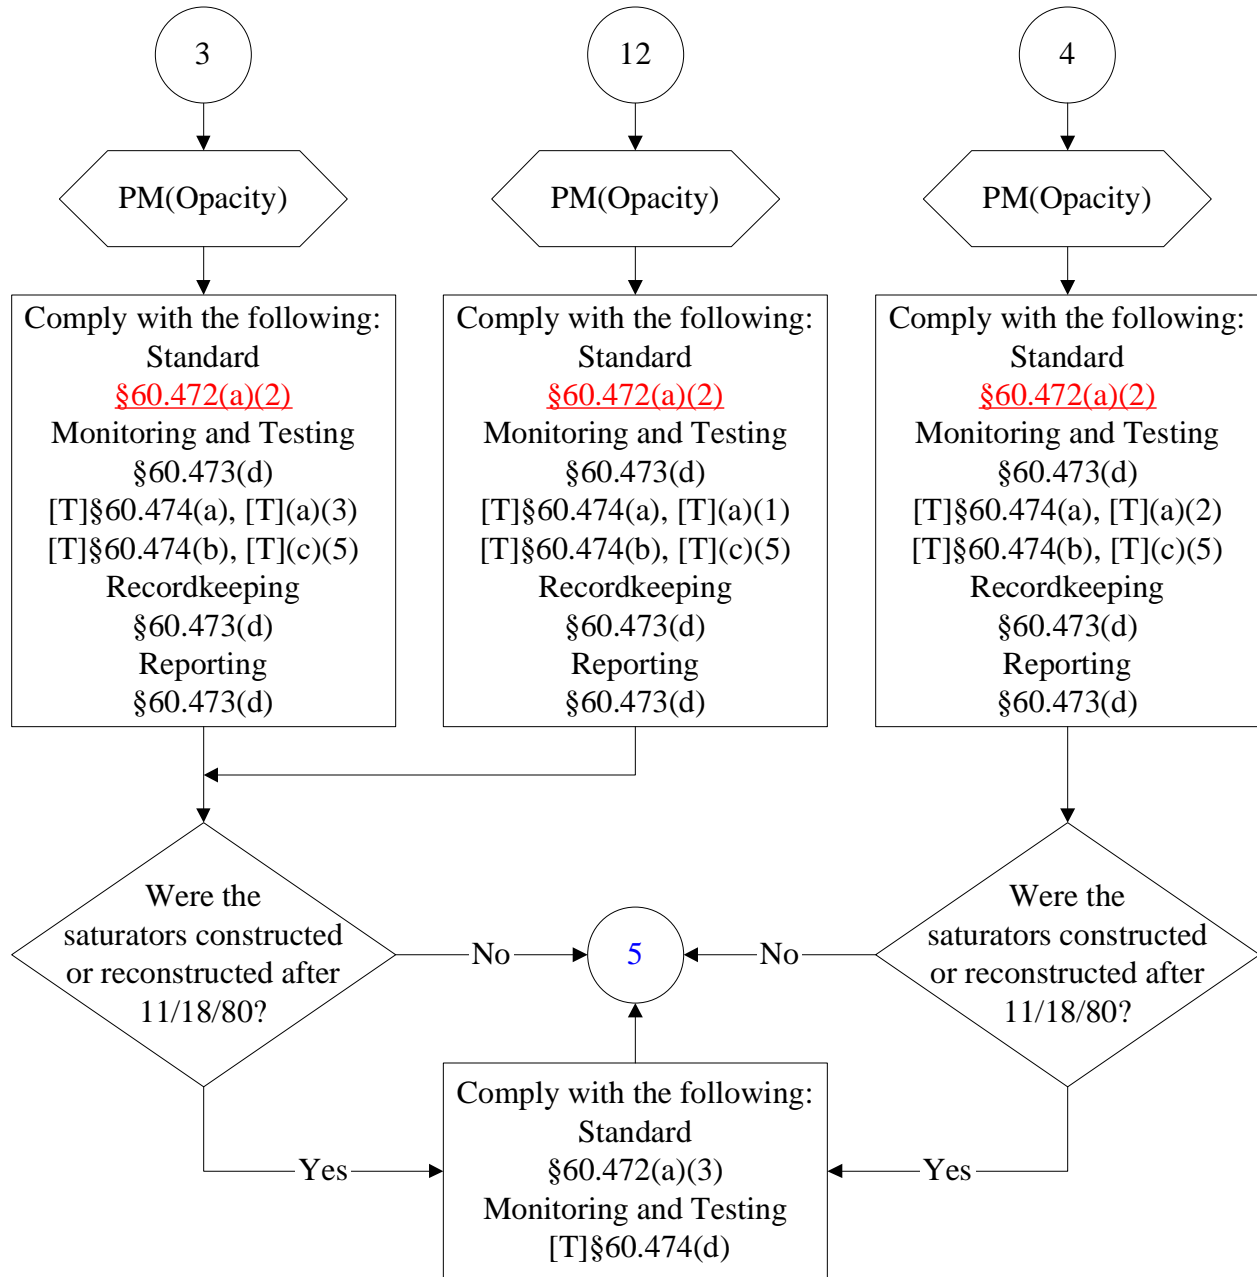 3
12
4
PM(Opacity)
PM(Opacity)
PM(Opacity)
Comply with the following:
Standard
§60.472(a)(2)
Monitoring and Testing
§60.473(d)
[T]§60.474(a), [T](a)(3)
[T]§60.474(b), [T](c)(5)
Recordkeeping
§60.473(d)
Reporting
§60.473(d)
Comply with the following:
Standard
§60.472(a)(2)
Monitoring and Testing
§60.473(d)
[T]§60.474(a), [T](a)(1)
[T]§60.474(b), [T](c)(5)
Recordkeeping
§60.473(d)
Reporting
§60.473(d)
Comply with the following:
Standard
§60.472(a)(2)
Monitoring and Testing
§60.473(d)
[T]§60.474(a), [T](a)(2)
[T]§60.474(b), [T](c)(5)
Recordkeeping
§60.473(d)
Reporting
§60.473(d)
Were the
saturators constructed
or reconstructed after
11/18/80?
No
5
No
Were the
saturators constructed
or reconstructed after
11/18/80?
Yes
Comply with the following:
Standard
§60.472(a)(3)
Monitoring and Testing
[T]§60.474(d)
Yes